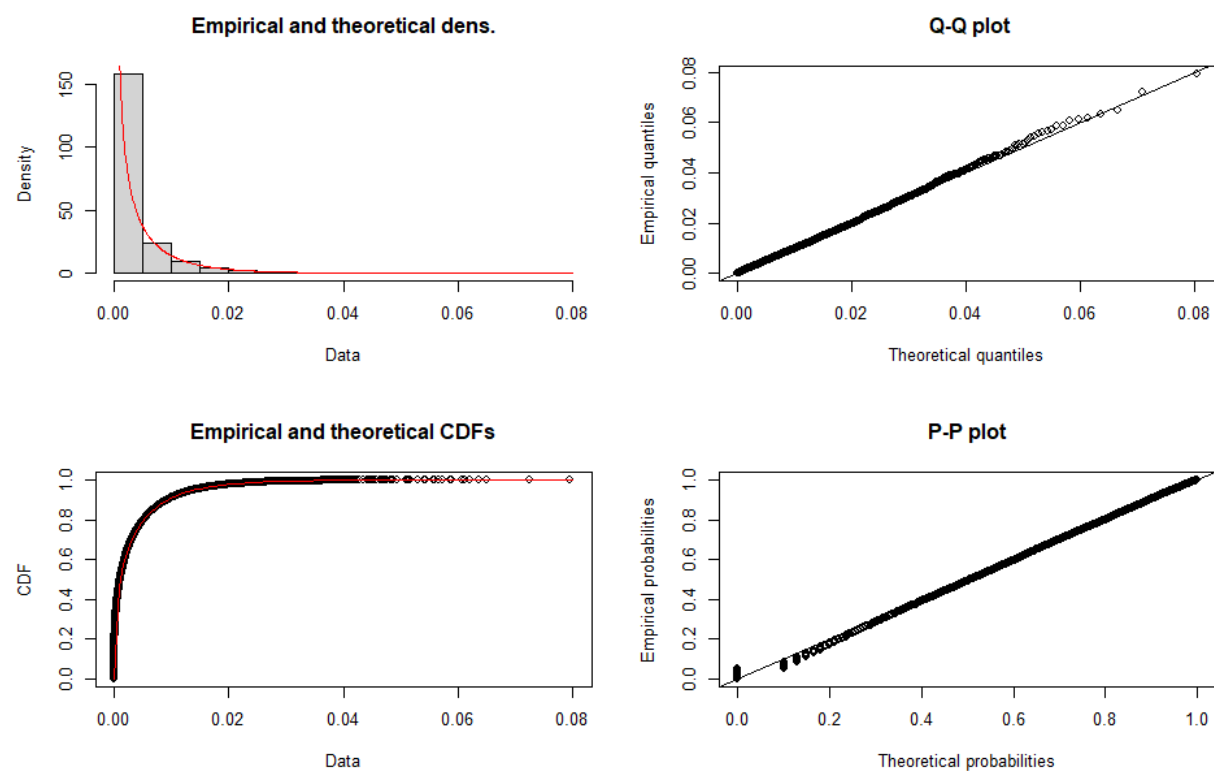 Empirical and theoretical dens.
Density
0 50 100 150
0.00 0.02 0.04 0.06 0.08
Data
Q-Q plot
Empirical quantiles
0.00 0.02 0.04 0.06 0.08
0.00 0.02 0.04 0.06 0.08
Theoretical quantiles
Empirical and theoretical CDFs
CDF
0.0 0.2 0.4 0.6 0.8 1.0
0.00 0.02 0.04 0.06 0.08
Data
P-P plot
Empirical probabilities
0.0 0.2 0.4 0.6 0.8 1.0
0.0 0.2 0.4 0.6 0.8 1.0
Theoretical probabilities